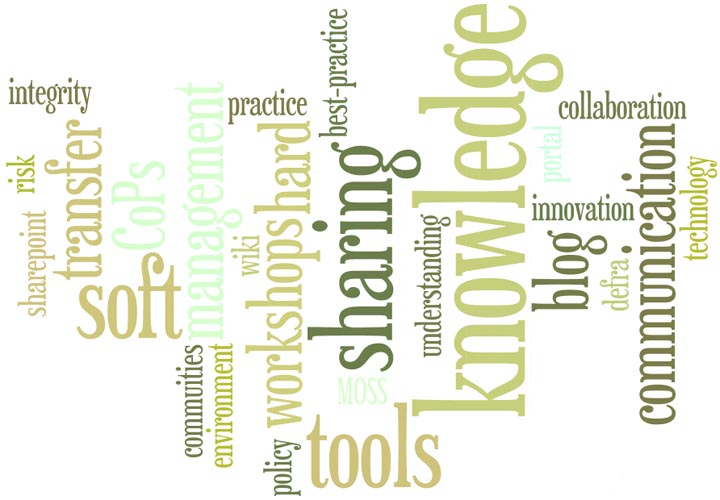 integrity
risk
sharepoint
transfer
CoPs
soft
management
practice
wiki
workshops
hard
commuities
environment
policy
best-practice
sharing
MOSS
tools
understanding
knowledge
portal
collaboration
innovation
blog
defra
communication
technology